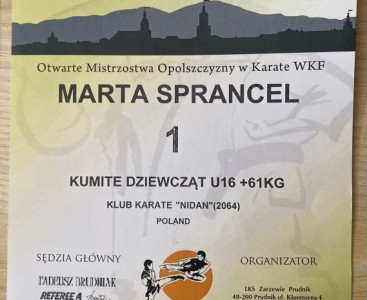 Otwarte Mistrzostwa Opolszczyzny w Karate WKF
MARTA SPRANCEL
1
KUMITE DZIEWCZĄT U16 +61KG
KLUB KARATE "NIDAN"(2064)
POLAND
SĘDZIA GŁÓWNY
ORGANIZATOR
TADEUSZ BRUDNIAK
REFEREE A
LKS Zarzewie Prudnik
48-200 Prudnik ul. Klasztorna 4